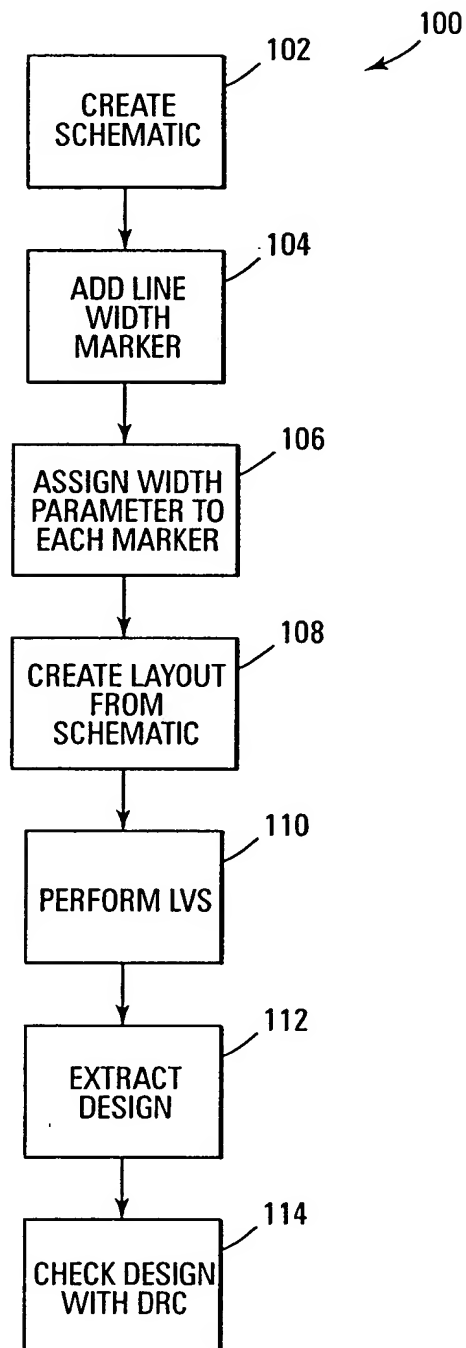 100
102
CREATE
SCHEMATIC
104
ADD LINE
WIDTH
MARKER
106
ASSIGN WIDTH
PARAMETER TO
EACH MARKER
108
CREATE LAYOUT
FROM
SCHEMATIC
110
PERFORM LVS
112
EXTRACT
DESIGN
114
CHECK DESIGN
WITH DRC